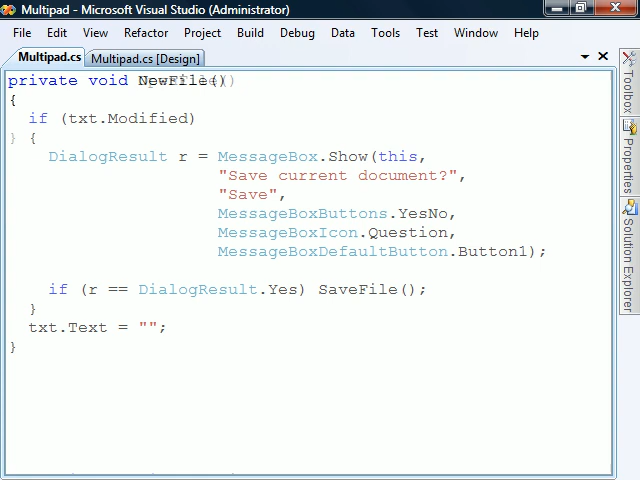 Multipad - Microsoft Visual Studio (Administrator)
File Edit View Refactor Project Build Debug Data Tools Test Window Help
Multipad.cs Multipad.cs [Design]
private void NewFile()
{
if (txt.Modified)
} {
DialogResult r = MessageBox.Show(this,
"Save current document?",
"Save",
MessageBoxButtons.YesNo,
MessageBoxIcon.Question,
MessageBoxDefaultButton.Button1);
if (r == DialogResult.Yes) SaveFile();
}
txt.Text = "";
}
Toolbox
Properties
Solution Explorer